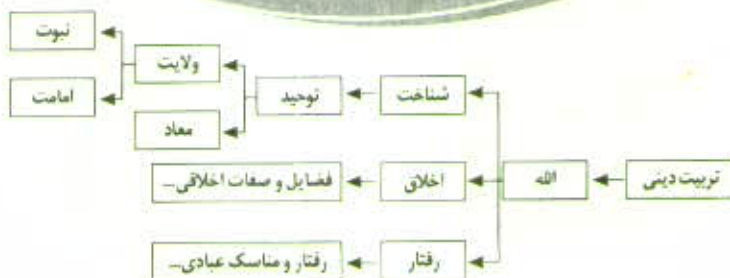 تربیت دینی
الله
شناخت
توحید
ولایت
نبوت
امامت
معاد
اخلاق
فضایل و صفات اخلاقی...
رفتار
رفتار و مناسک عبادی...